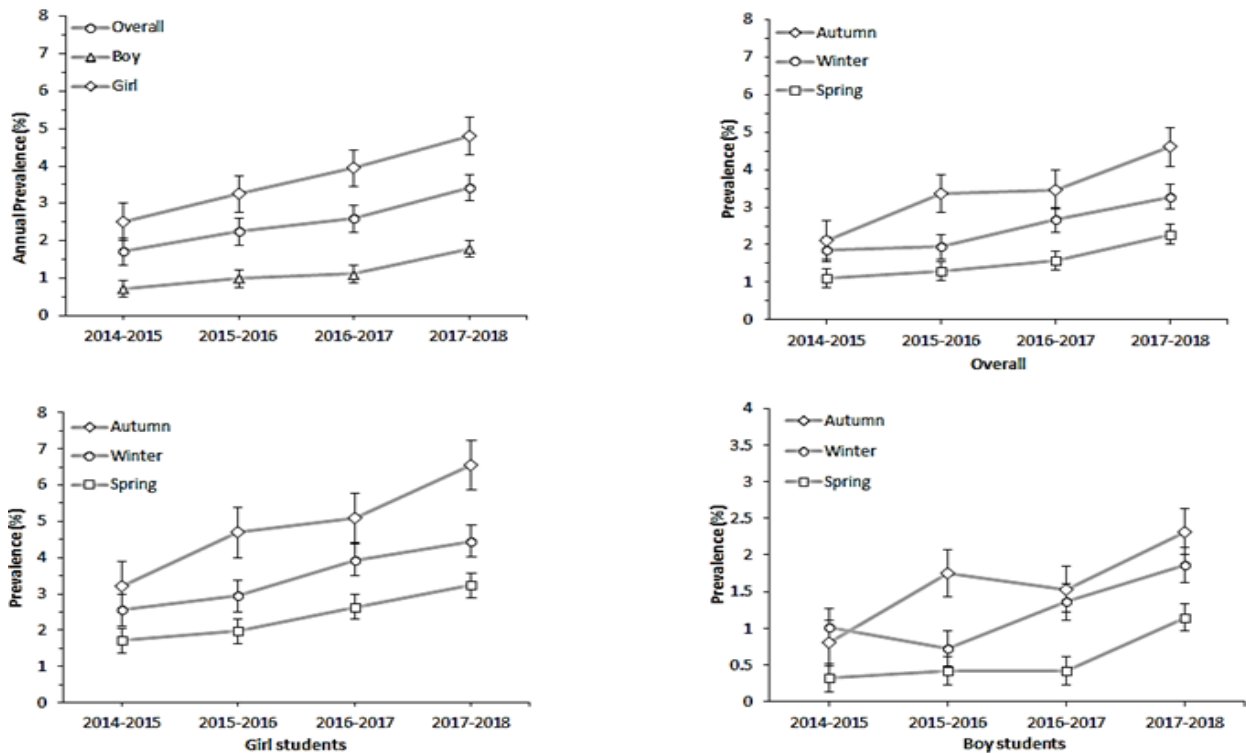 8
7
6
5
4
3
2
1
0
Annual Prevalence (%)
Overall
Boy
Girl
2014-2015 2015-2016 2016-2017 2017-2018
8
7
6
5
4
3
2
1
0
Prevalence (%)
Autumn
Winter
Spring
2014-2015 2015-2016 2016-2017 2017-2018
Overall
8
7
6
5
4
3
2
1
0
Prevalence (%)
Autumn
Winter
Spring
2014-2015 2015-2016 2016-2017 2017-2018
Girl students
4
3.5
3
2.5
2
1.5
1
0.5
0
Prevalence (%)
Autumn
Winter
Spring
2014-2015 2015-2016 2016-2017 2017-2018
Boy students